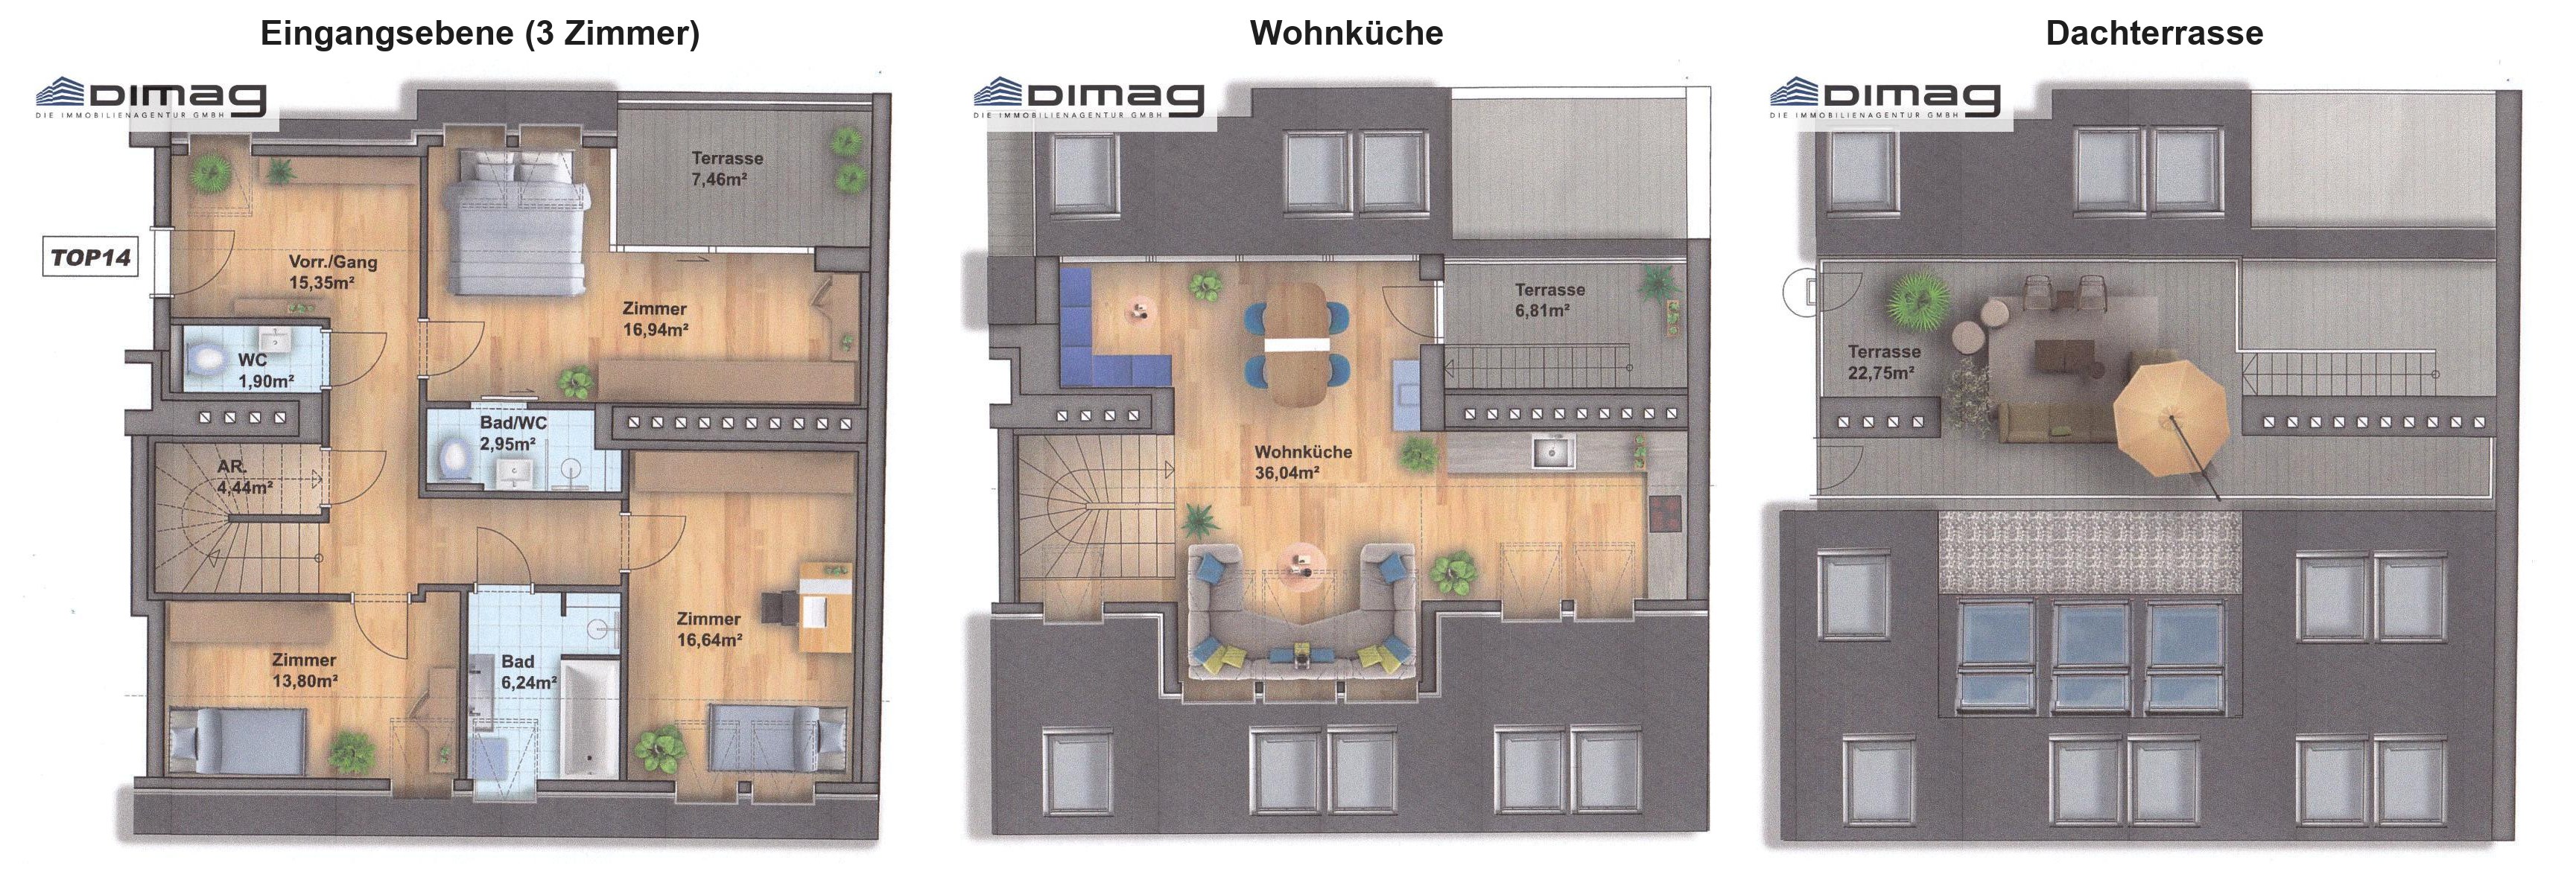 Eingangsebene (3 Zimmer)
DIMAG
DIE IMMOBILIENAGENTUR GMBH
TOP14
Terrasse
7,46m²
Vorr./Gang
15,35m²
Zimmer
16,94m²
WC
1,90m²
Bad/WC
2,95m²
AR.
4,44m²
Zimmer
16,64m²
Zimmer
13,80m²
Bad
6,24m²
Wohnküche
DIMAG
DIE IMMOBILIENAGENTUR GMBH
Terrasse
6,81m²
Wohnküche
36,04m²
Dachterrasse
DIMAG
DIE IMMOBILIENAGENTUR GMBH
Terrasse
22,75m²